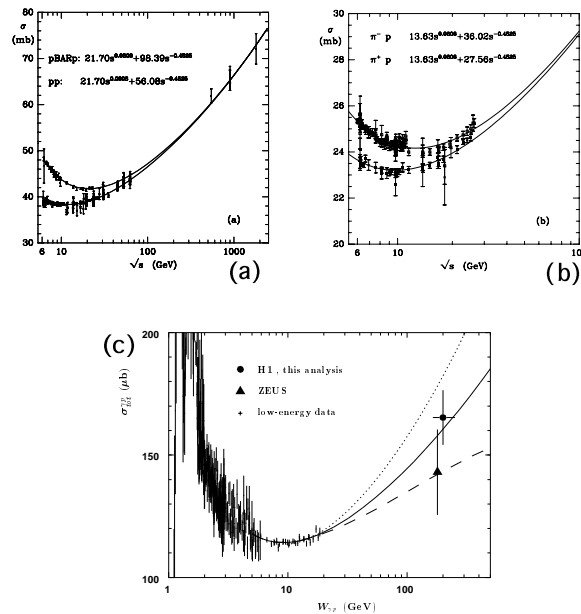 σ
(mb)
80
70
60
50
40
30
pBARp: 21.70s^0.0808+98.39s^-0.4525
pp: 21.70s^0.0808+56.08s^-0.4525
(a)
6 10 100 1000
√s (GeV)
(a)
σ
(mb)
30
28
26
24
22
20
π⁻ p 13.63s^0.0808+36.02s^-0.4525
π⁺ p 13.63s^0.0808+27.56s^-0.4525
(b)
6 10
√s (GeV)
(b)
(c)
200
150
100
σ^γp_tot (μb)
H1, this analysis
ZEUS
low-energy data
1 10 100
W_γp (GeV)